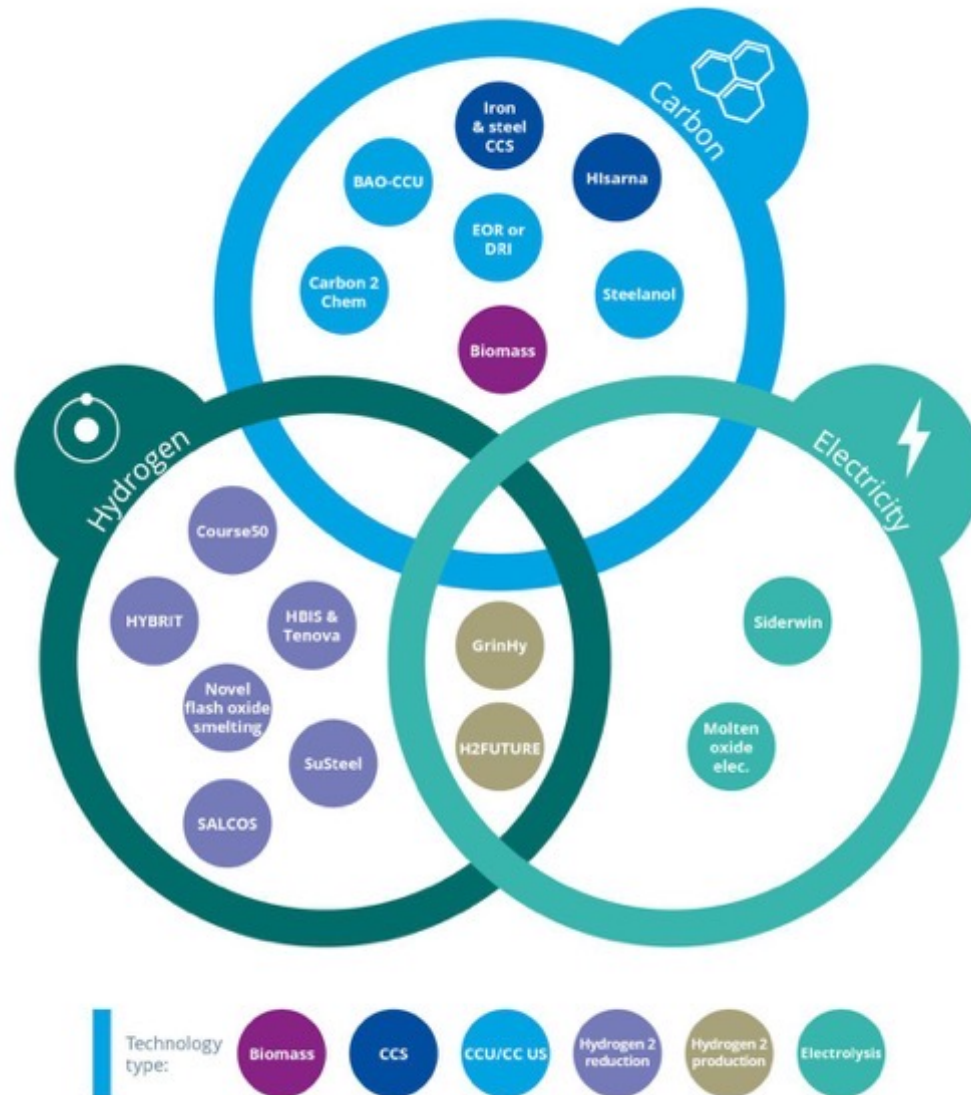 Carbon
Iron
& steel
CCS
BAO-CCU
HIsarna
EOR or
DRI
Carbon 2
Chem
Steelanol
Biomass
Hydrogen
Electricity
Course50
HYBRIT
HBIS &
Tenova
GrinHy
Siderwin
Novel
flash oxide
smelting
SuSteel
H2FUTURE
Molten
oxide
elec.
SALCOS
Technology
type:
Biomass
CCS
CCU/CC US
Hydrogen 2
reduction
Hydrogen 2
production
Electrolysis